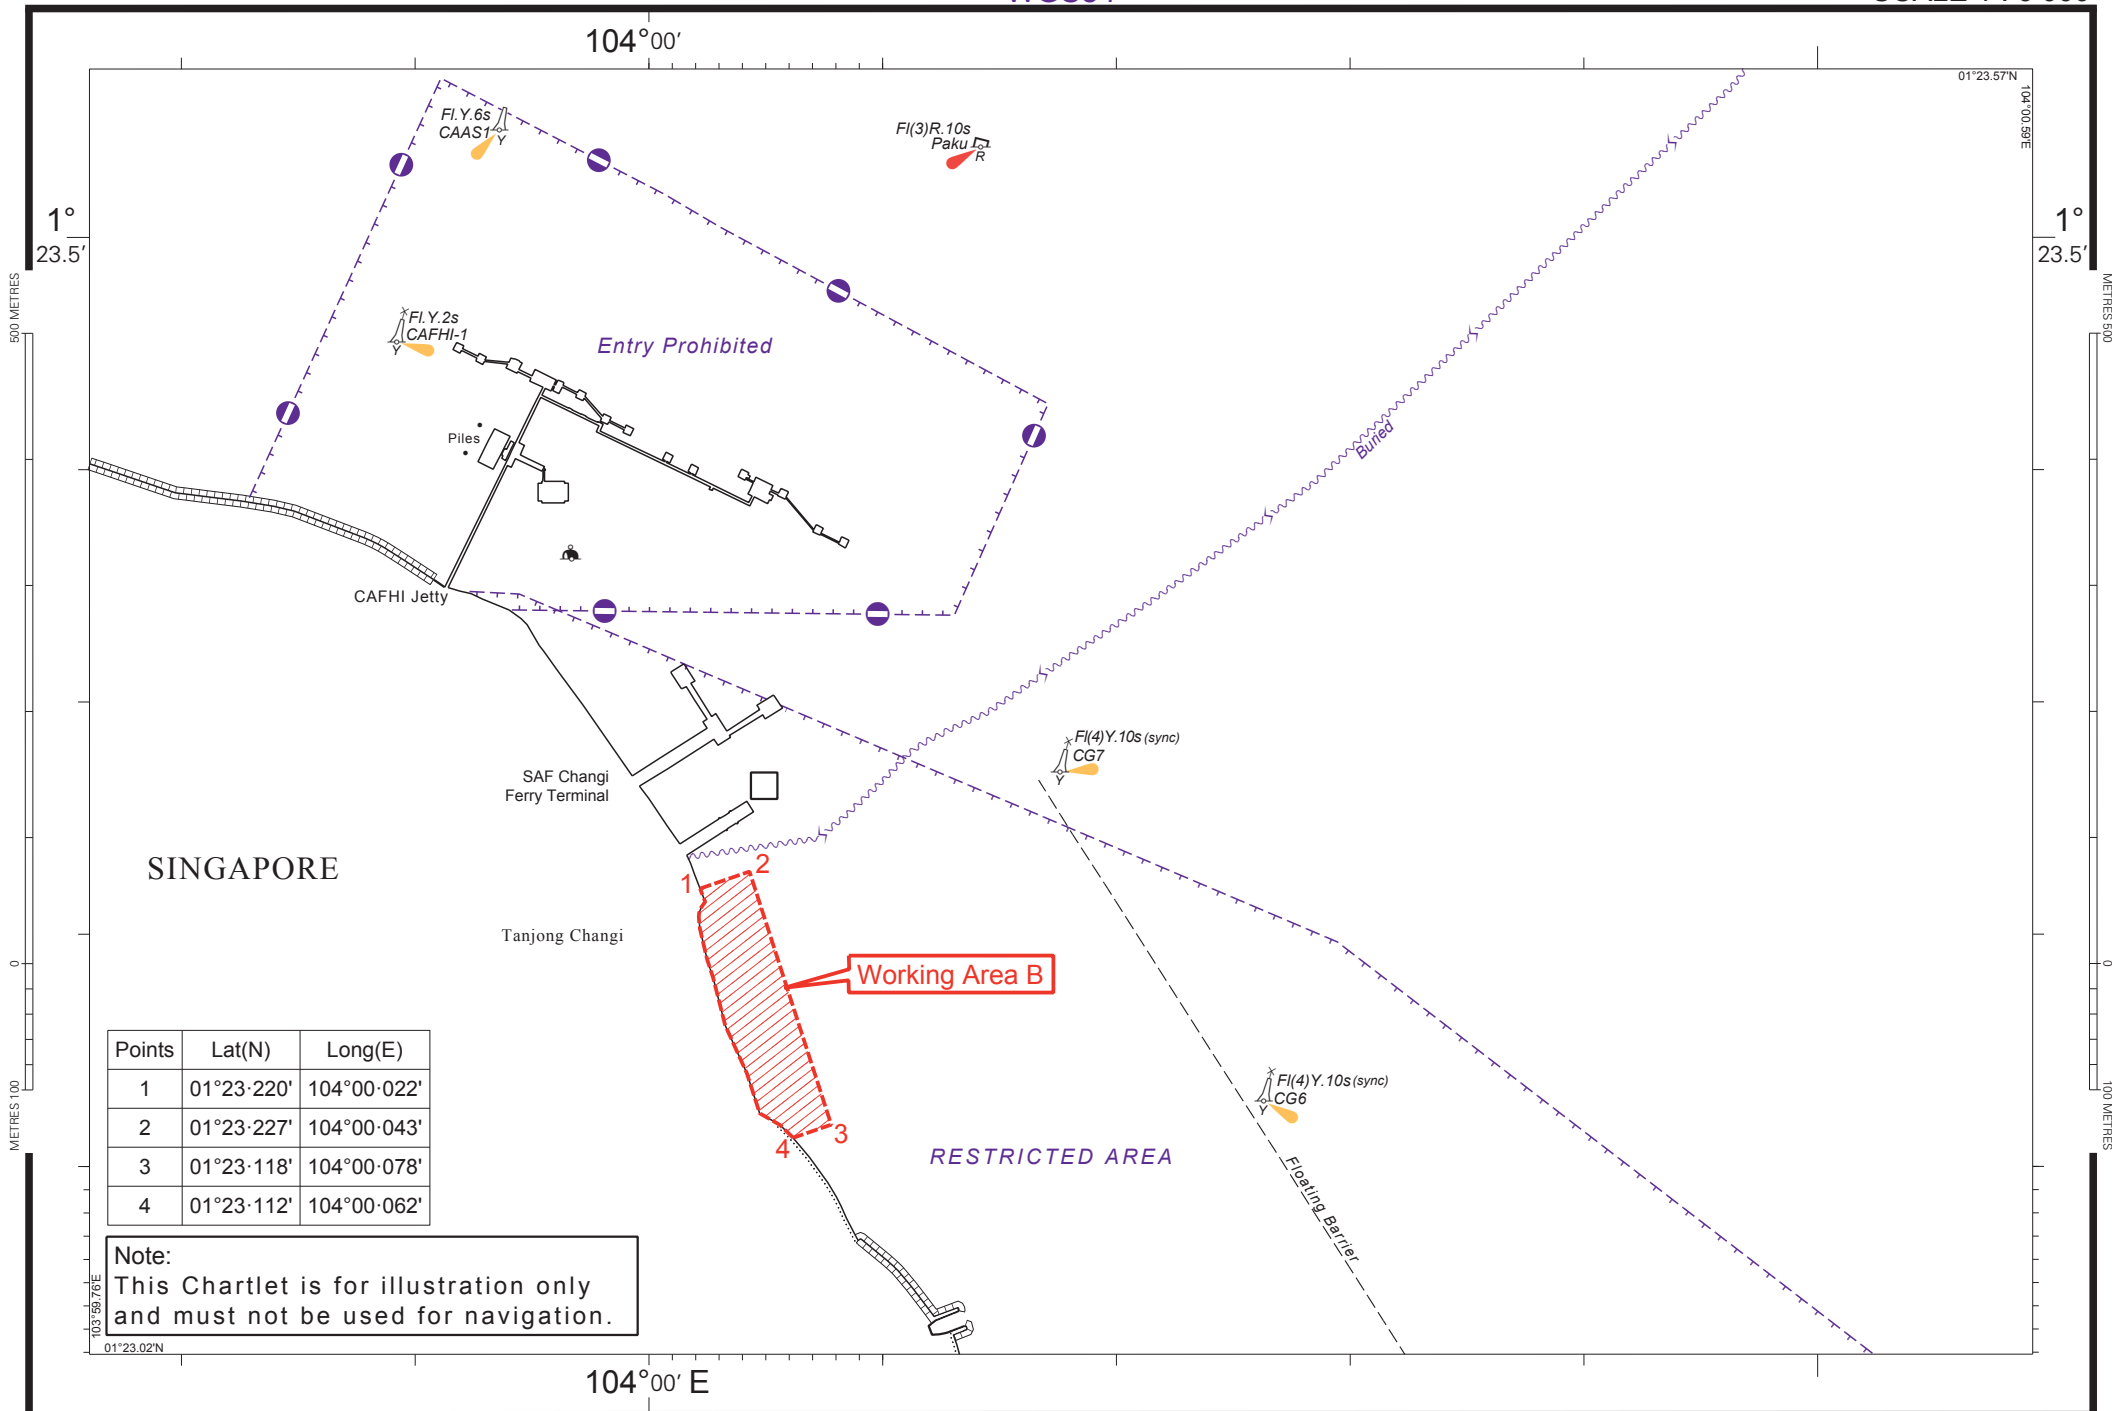 104°00'
01°23.57'N
104°00.59'E
Fl.Y.6s
CAAS1
Y
Fl(3)R.10s
Paku
R
1°
23.5'
1°
23.5'
500 METRES
METRES 500
Fl.Y.2s
CAFHI-1
Y
Entry Prohibited
Piles
Buried
CAFHI Jetty
Fl(4)Y.10s (sync)
CG7
Y
SAF Changi
Ferry Terminal
SINGAPORE
1
2
Tanjong Changi
Working Area B
0
0
Points Lat(N) Long(E)
1 01°23·220' 104°00·022'
2 01°23·227' 104°00·043'
3 01°23·118' 104°00·078'
4 01°23·112' 104°00·062'
Fl(4)Y.10s (sync)
CG6
Y
METRES 100
100 METRES
3
4
RESTRICTED AREA
Floating Barrier
Note:
This Chartlet is for illustration only
and must not be used for navigation.
103°59.76'E
01°23.02'N
104°00' E